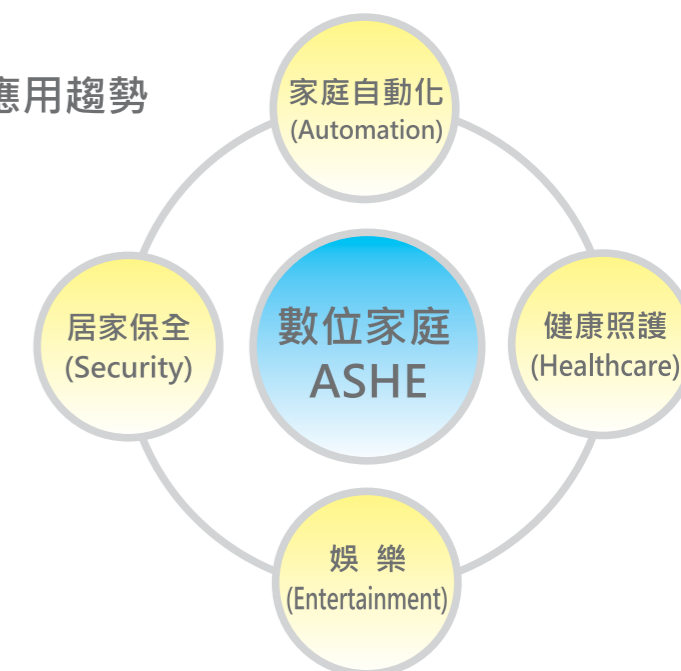 應用趨勢
家庭自動化
(Automation)
居家保全
(Security)
數位家庭
ASHE
健康照護
(Healthcare)
娛 樂
(Entertainment)